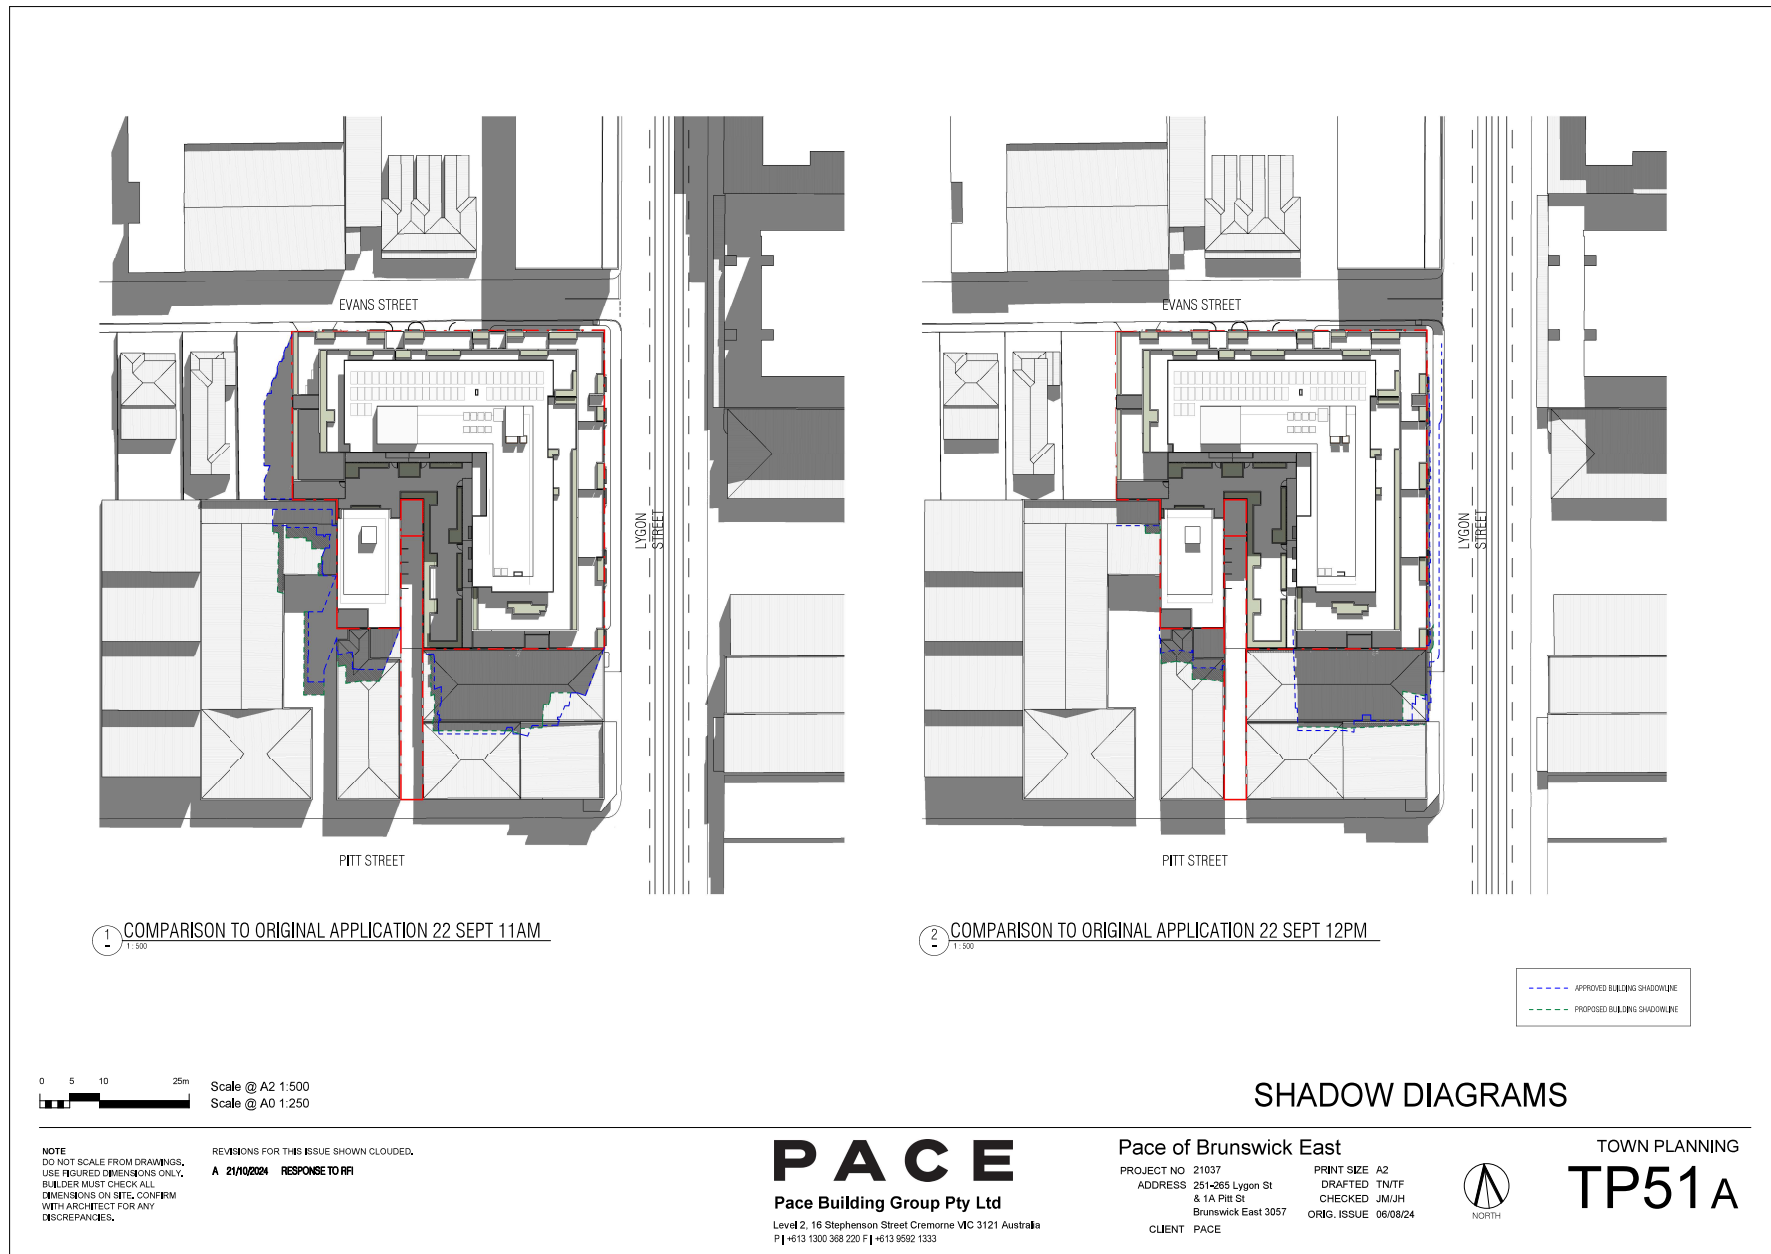 EVANS STREET
EVANS STREET
LYGON
STREET
LYGON
STREET
PITT STREET
PITT STREET
1
-
COMPARISON TO ORIGINAL APPLICATION 22 SEPT 11AM
1 : 500
2
-
COMPARISON TO ORIGINAL APPLICATION 22 SEPT 12PM
1 : 500
APPROVED BUILDING SHADOWLINE
PROPOSED BUILDING SHADOWLINE
0 5 10 25m
Scale @ A2 1:500
Scale @ A0 1:250
SHADOW DIAGRAMS
NOTE
DO NOT SCALE FROM DRAWINGS.
USE FIGURED DIMENSIONS ONLY.
BUILDER MUST CHECK ALL
DIMENSIONS ON SITE. CONFIRM
WITH ARCHITECT FOR ANY
DISCREPANCIES.
REVISIONS FOR THIS ISSUE SHOWN CLOUDED.
A 21/10/2024 RESPONSE TO RFI
PACE
Pace Building Group Pty Ltd
Level 2, 16 Stephenson Street Cremorne VIC 3121 Australia
P | +613 1300 368 220 F | +613 9592 1333
Pace of Brunswick East
PROJECT NO 21037
ADDRESS 251-265 Lygon St
& 1A Pitt St
Brunswick East 3057
CLIENT PACE
PRINT SIZE A2
DRAFTED TN/TF
CHECKED JM/JH
ORIG. ISSUE 06/08/24
NORTH
TOWN PLANNING
TP51 A